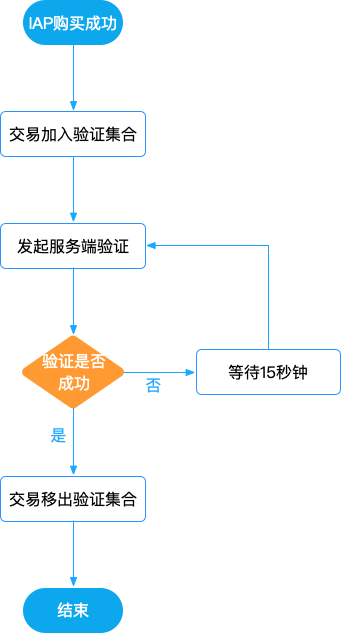 IAP购买成功
交易加入验证集合
发起服务端验证
验证是否
成功
否
等待15秒钟
是
交易移出验证集合
结束